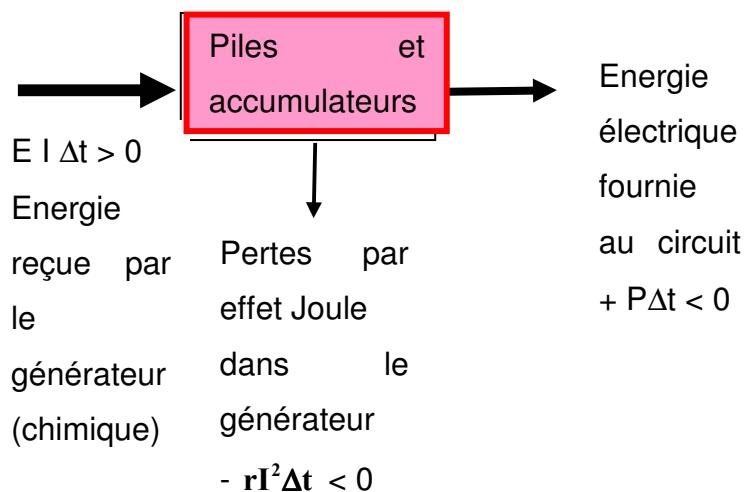 Piles et
accumulateurs
E I Δt > 0
Energie
reçue par
le
générateur
(chimique)
Pertes par
effet Joule
dans le
générateur
- rI²Δt < 0
Energie
électrique
fournie
au circuit
+ PΔt < 0